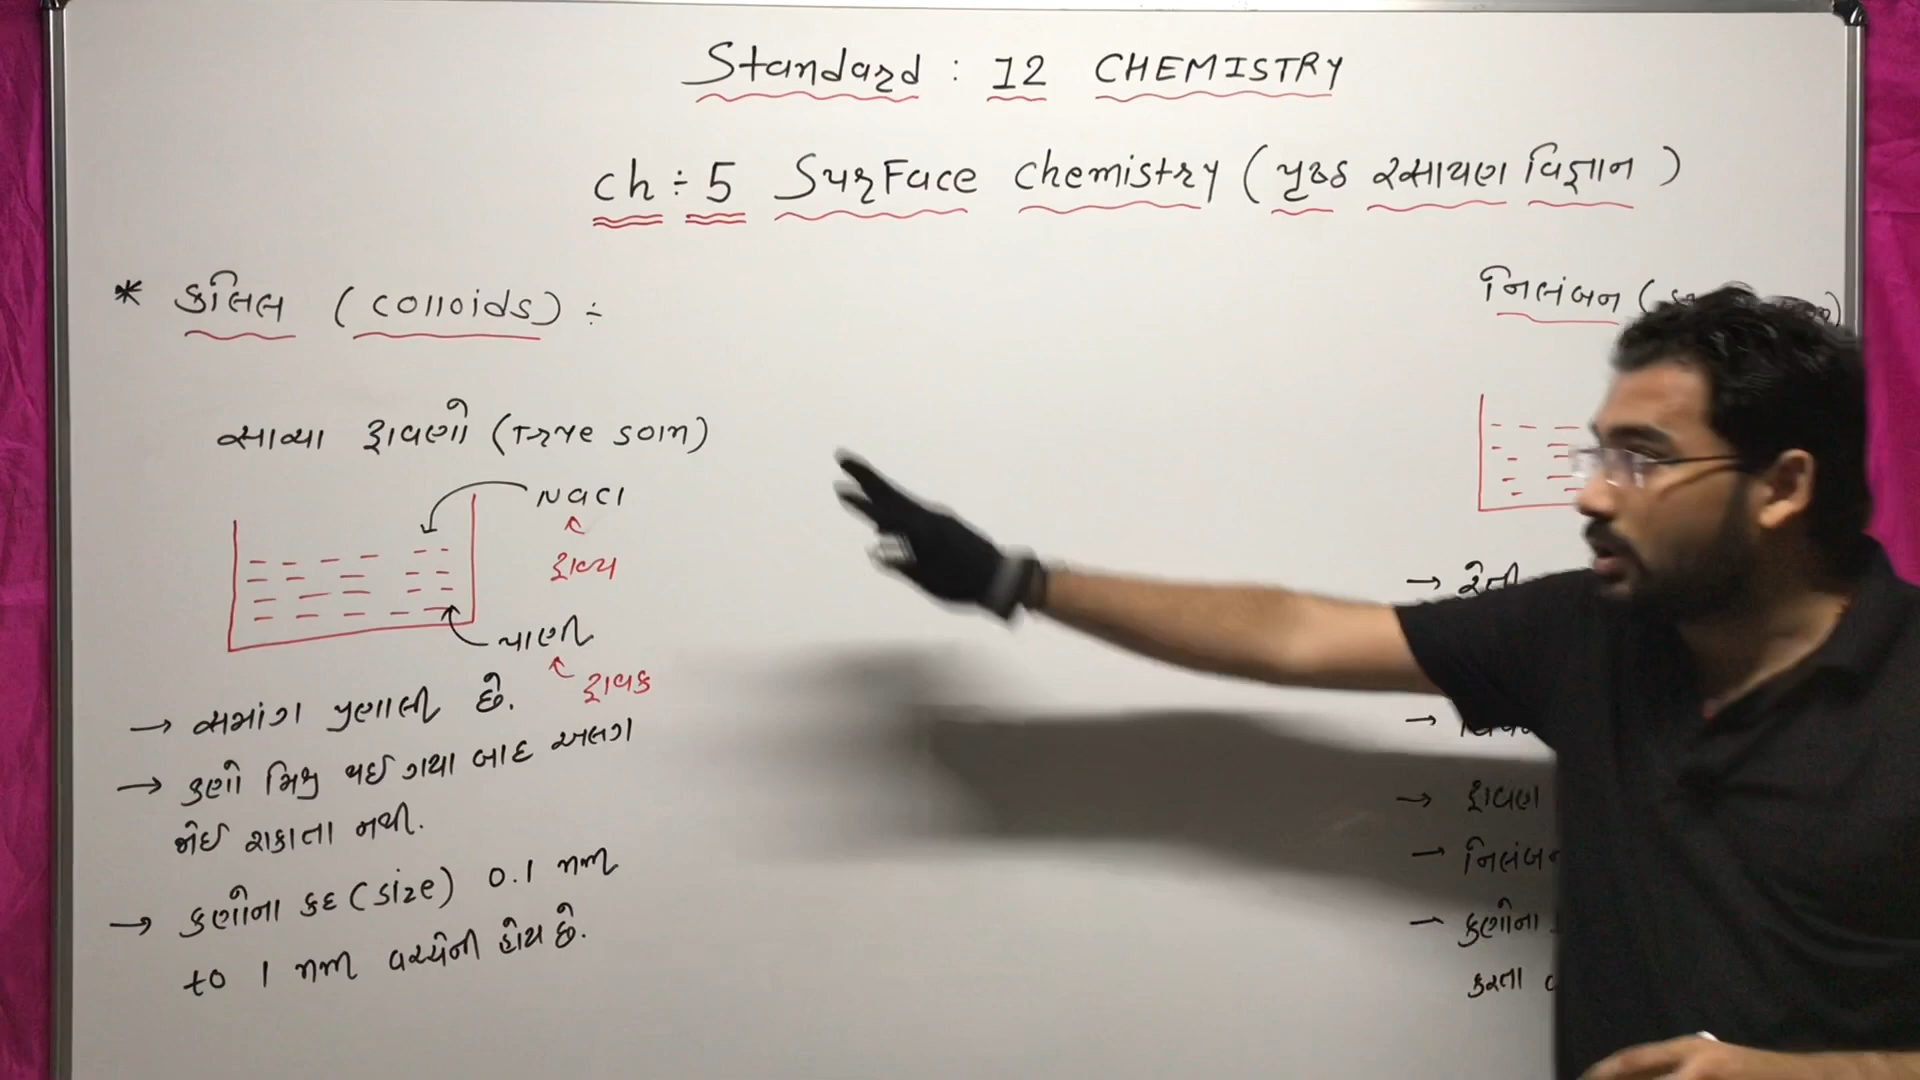 Standard : 12 CHEMISTRY
ch ÷ 5 Surface chemistry ( પૃષ્ઠ રસાયણ વિજ્ઞાન )
* કલિલ ( colloids ) ÷
સાચા દ્રાવણો (True soln)
NaCl
દ્રાવ્ય
પાણી
દ્રાવક
→ સમાંગ પ્રણાલી છે.
→ કણો મિશ્ર થઈ ગયા બાદ અલગ
જોઈ શકાતા નથી.
→ કણોના કદ (size) 0.1 nm
to 1 nm વચ્ચેની હોય છે.
નિલંબન (
→ રેતી
→
→ દ્રાવણ
→ નિલંબન
– કણોના
કરતા